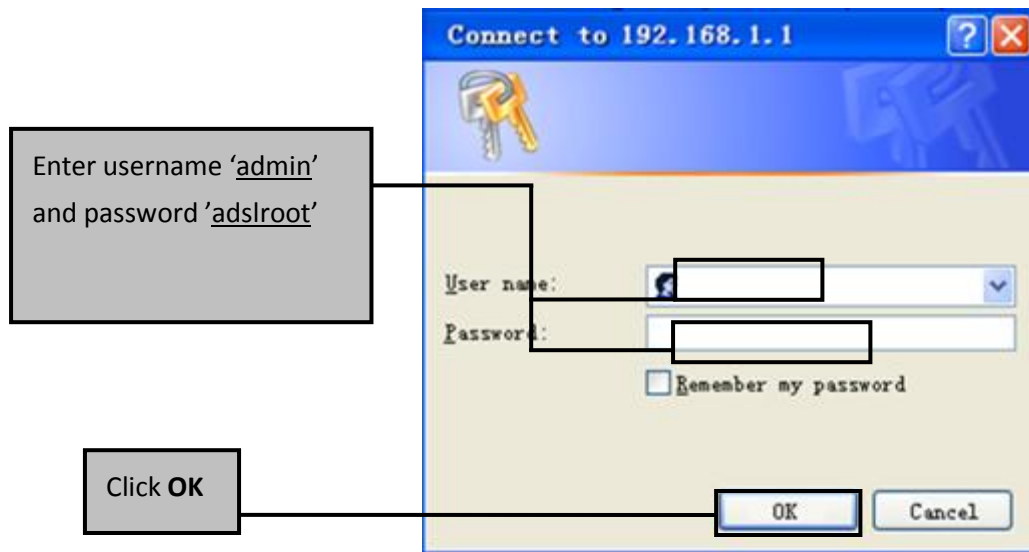 Connect to 192.168.1.1
Enter username ‘admin’
and password ’adslroot’
User name:
Password:
Remember my password
Click OK
OK
Cancel